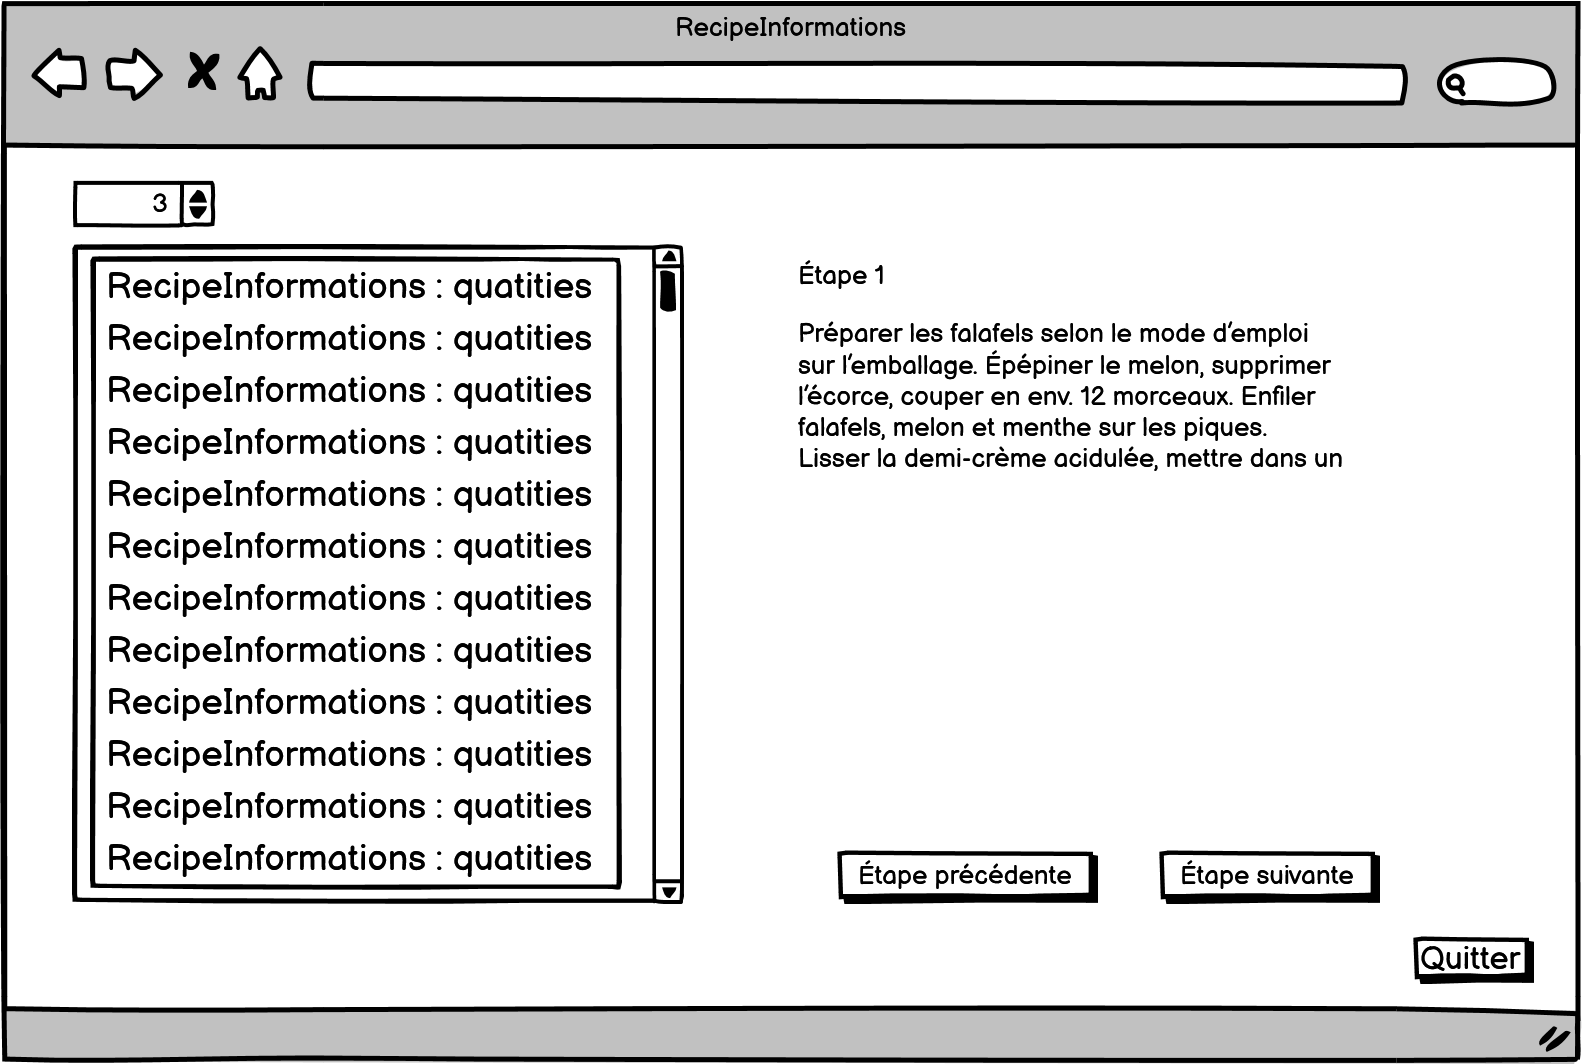 RecipeInformations
3
RecipeInformations : quatities
RecipeInformations : quatities
RecipeInformations : quatities
RecipeInformations : quatities
RecipeInformations : quatities
RecipeInformations : quatities
RecipeInformations : quatities
RecipeInformations : quatities
RecipeInformations : quatities
RecipeInformations : quatities
RecipeInformations : quatities
RecipeInformations : quatities
Étape 1
Préparer les falafels selon le mode d'emploi
sur l'emballage. Épépiner le melon, supprimer
l'écorce, couper en env. 12 morceaux. Enfiler
falafels, melon et menthe sur les piques.
Lisser la demi-crème acidulée, mettre dans un
Étape précédente
Étape suivante
Quitter